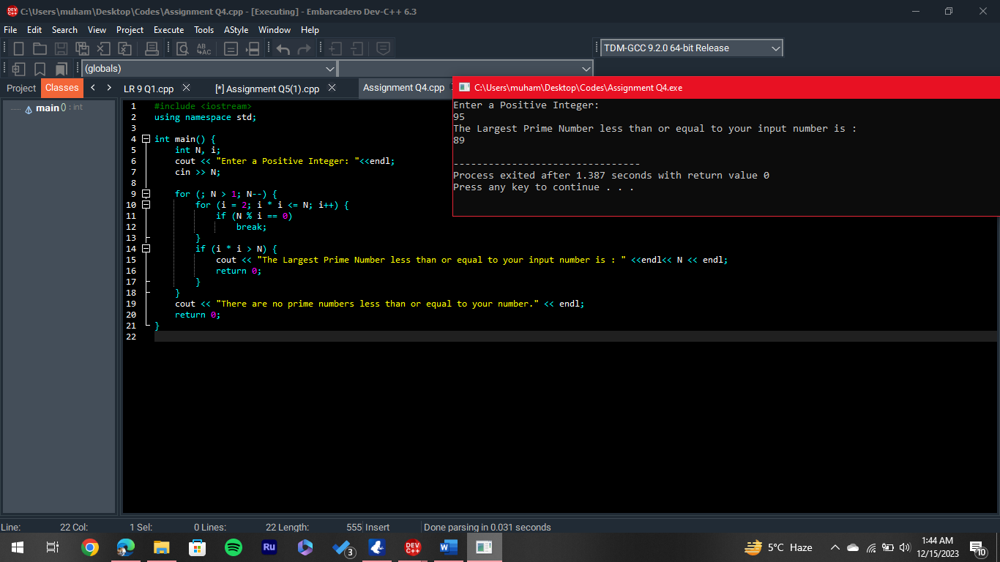 C:\Users\muham\Desktop\Codes\Assignment Q4.cpp - [Executing] - Embarcadero Dev-C++ 6.3
File Edit Search View Project Execute Tools AStyle Window Help
TDM-GCC 9.2.0 64-bit Release
(globals)
Project Classes LR 9 Q1.cpp [*] Assignment Q5(1).cpp Assignment Q4.cpp
main() : int
1 #include <iostream>
2 using namespace std;
3
4 int main() {
5 int N, i;
6 cout << "Enter a Positive Integer: "<<endl;
7 cin >> N;
8
9 for (; N > 1; N--) {
10 for (i = 2; i * i <= N; i++) {
11 if (N % i == 0)
12 break;
13 }
14 if (i * i > N) {
15 cout << "The Largest Prime Number less than or equal to your input number is : " <<endl<< N << endl;
16 return 0;
17 }
18 }
19 cout << "There are no prime numbers less than or equal to your number." << endl;
20 return 0;
21 }
22
C:\Users\muham\Desktop\Codes\Assignment Q4.exe
Enter a Positive Integer:
95
The Largest Prime Number less than or equal to your input number is :
89
--------------------------------
Process exited after 1.387 seconds with return value 0
Press any key to continue . . .
Line: 22 Col: 1 Sel: 0 Lines: 22 Length: 555 Insert Done parsing in 0.031 seconds
Ru 3 DEV C++ W 5°C Haze 1:44 AM
12/15/2023 10